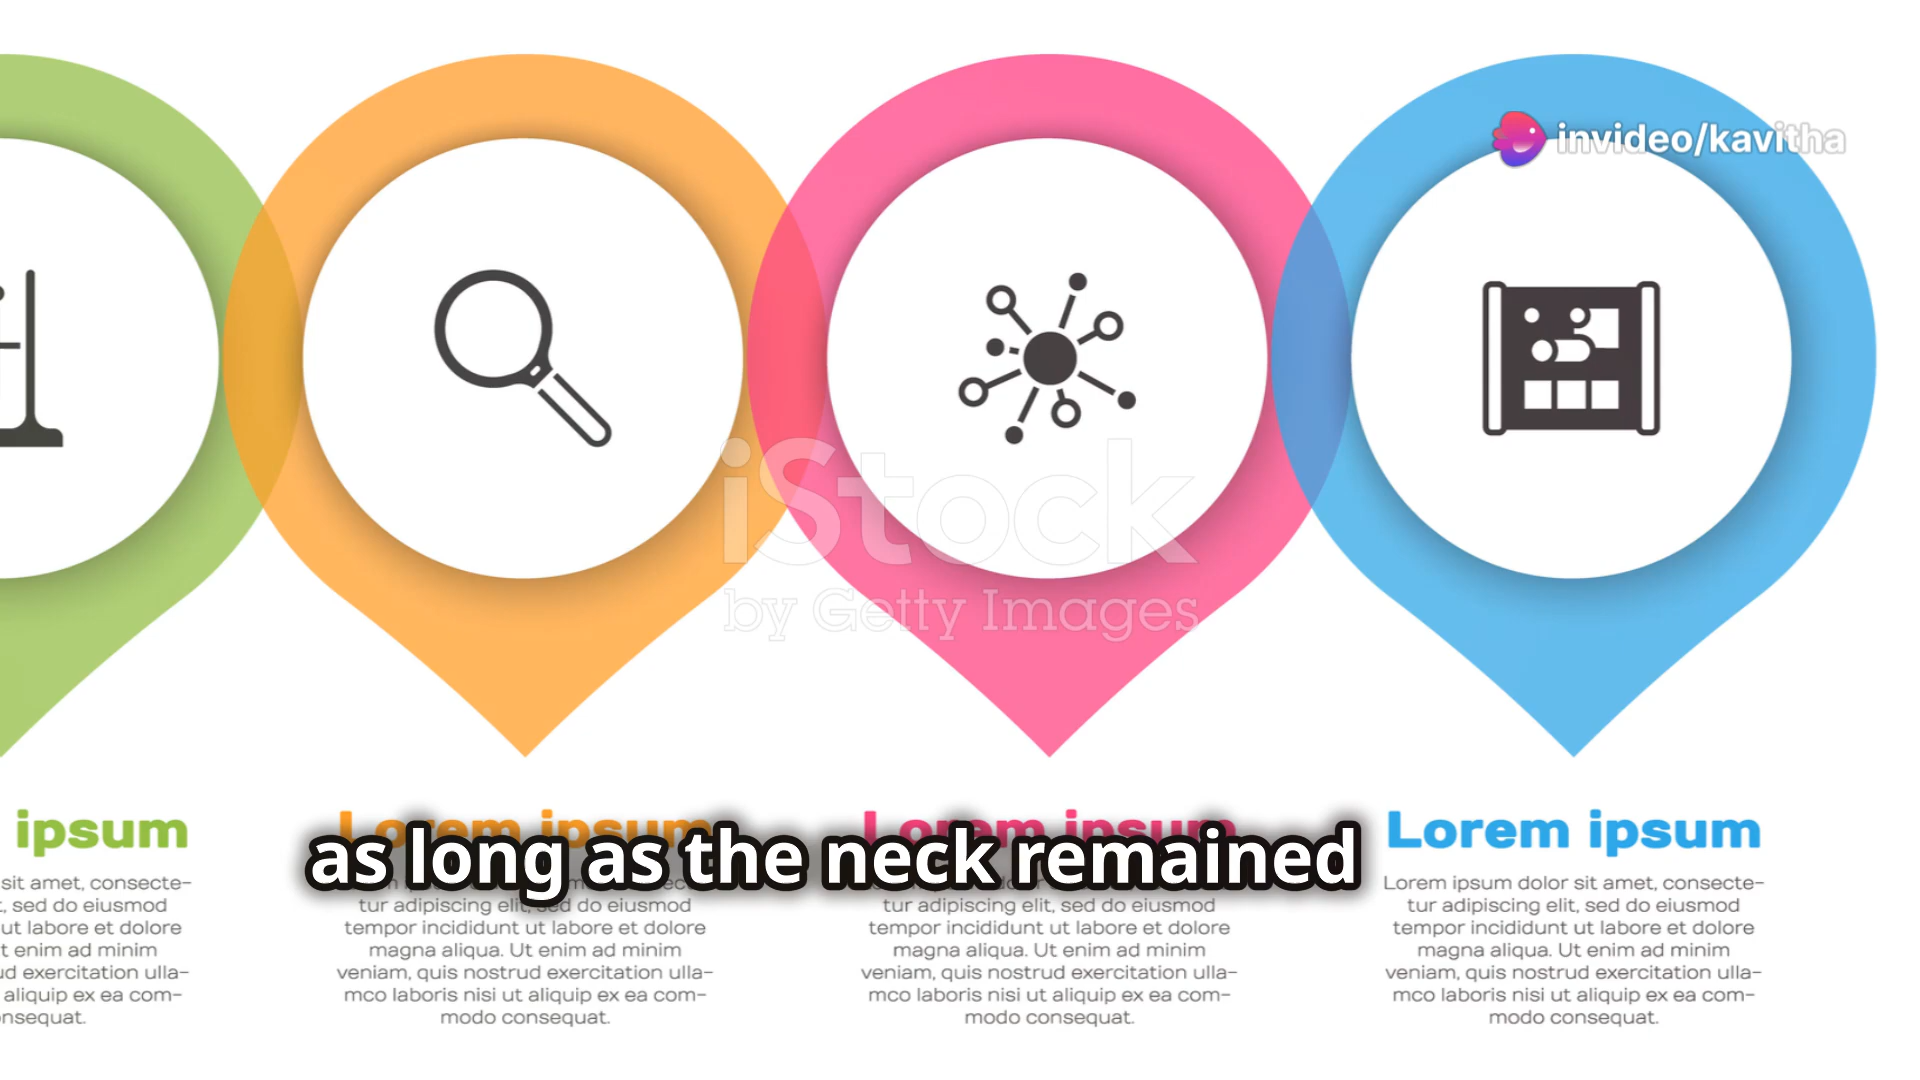 invideo/kavitha
iStock
by Getty Images
ipsum
sit amet, consecte-
, sed do eiusmod
ut labore et dolore
t enim ad minim
ud exercitation ulla-
aliquip ex ea com-
nsequat.
Lorem ipsum
tur adipiscing elit, sed do eiusmod
tempor incididunt ut labore et dolore
magna aliqua. Ut enim ad minim
veniam, quis nostrud exercitation ulla-
mco laboris nisi ut aliquip ex ea com-
modo consequat.
Lorem ipsum
tur adipiscing elit, sed do eiusmod
tempor incididunt ut labore et dolore
magna aliqua. Ut enim ad minim
veniam, quis nostrud exercitation ulla-
mco laboris nisi ut aliquip ex ea com-
modo consequat.
Lorem ipsum
Lorem ipsum dolor sit amet, consecte-
tur adipiscing elit, sed do eiusmod
tempor incididunt ut labore et dolore
magna aliqua. Ut enim ad minim
veniam, quis nostrud exercitation ulla-
mco laboris nisi ut aliquip ex ea com-
modo consequat.
as long as the neck remained